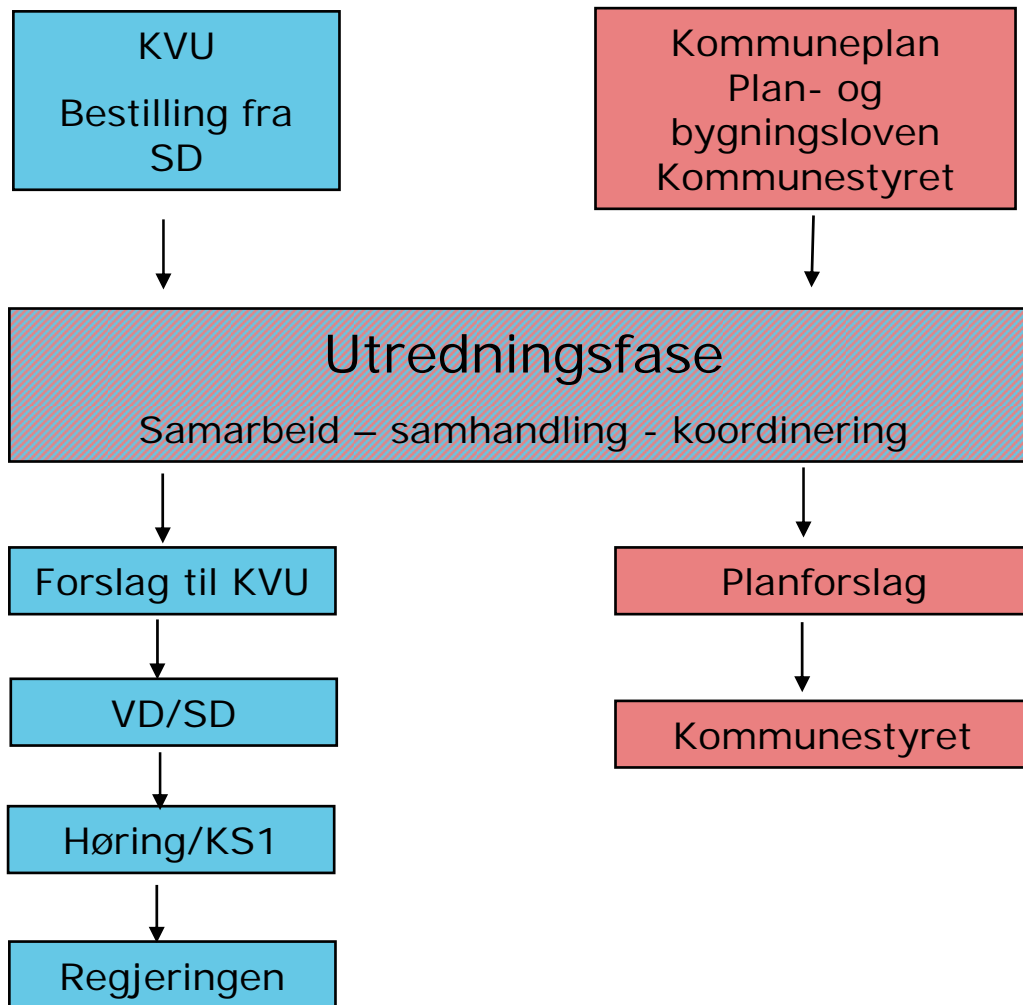 KVU
Bestilling fra
SD
Kommuneplan
Plan- og
bygningsloven
Kommunestyret
Utredningsfase
Samarbeid – samhandling - koordinering
Forslag til KVU
Planforslag
VD/SD
Kommunestyret
Høring/KS1
Regjeringen